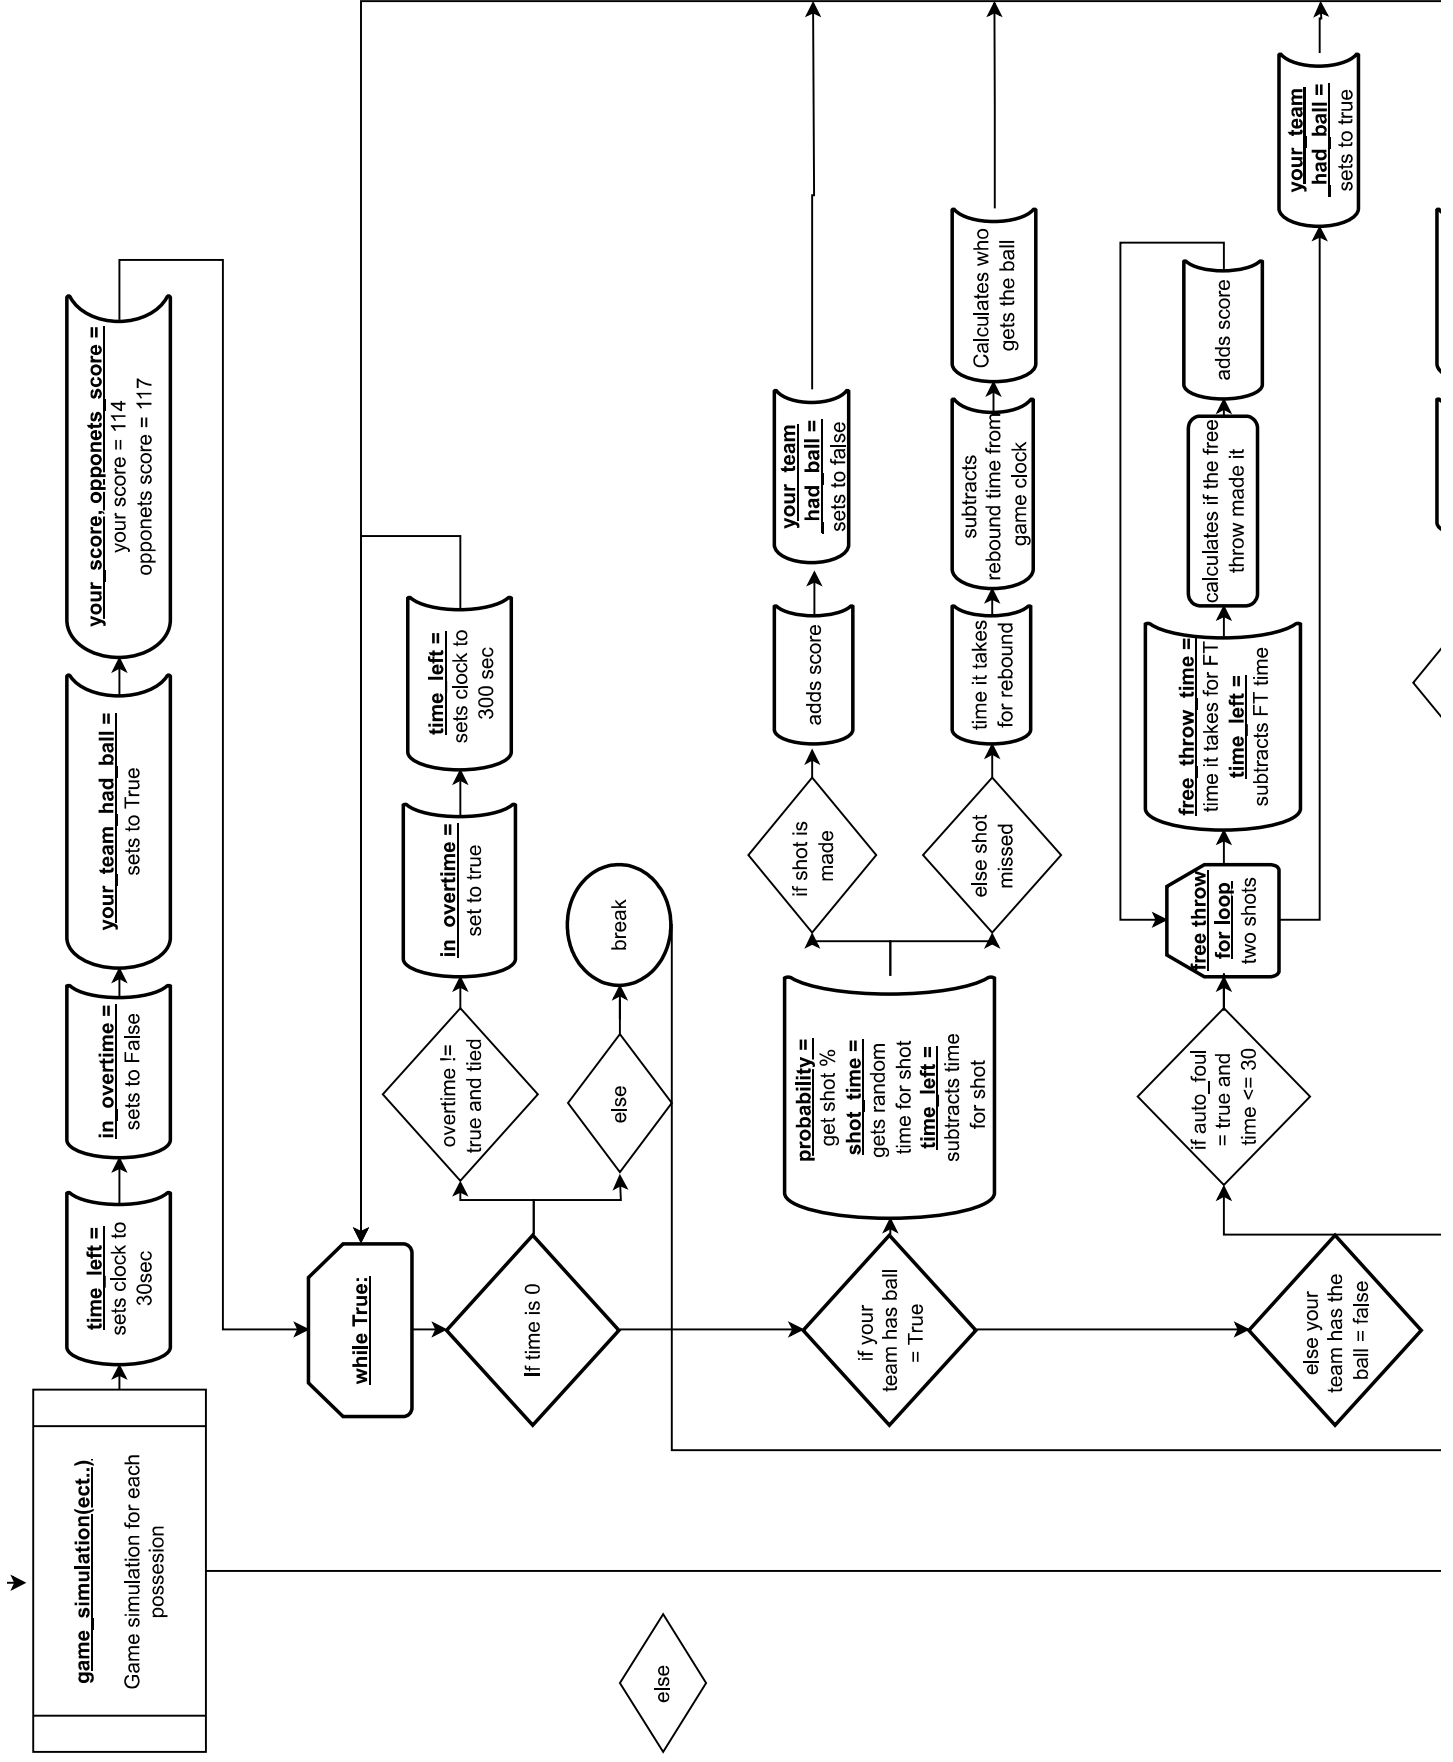 game_simulation(ect..)
Game simulation for each
possesion
time_left =
sets clock to
30sec
in_overtime =
sets to False
your_team_had_ball =
sets to True
your_score, opponets_score =
your score = 114
opponets score = 117
while True:
If time is 0
overtime !=
true and tied
in_overtime =
set to true
time_left =
sets clock to
300 sec
else
break
if your
team has ball
= True
probability =
get shot %
shot_time =
gets random
time for shot
time_left =
subtracts time
for shot
if shot is
made
adds score
your_team
had_ball =
sets to false
else shot
missed
time it takes
for rebound
subtracts
rebound time from
game clock
Calculates who
gets the ball
else your
team has the
ball = false
if auto_foul
= true and
time <= 30
free throw
for loop
two shots
free_throw_time =
time it takes for FT
time_left =
subtracts FT time
calculates if the free
throw made it
adds score
your_team
had_ball =
sets to true
else